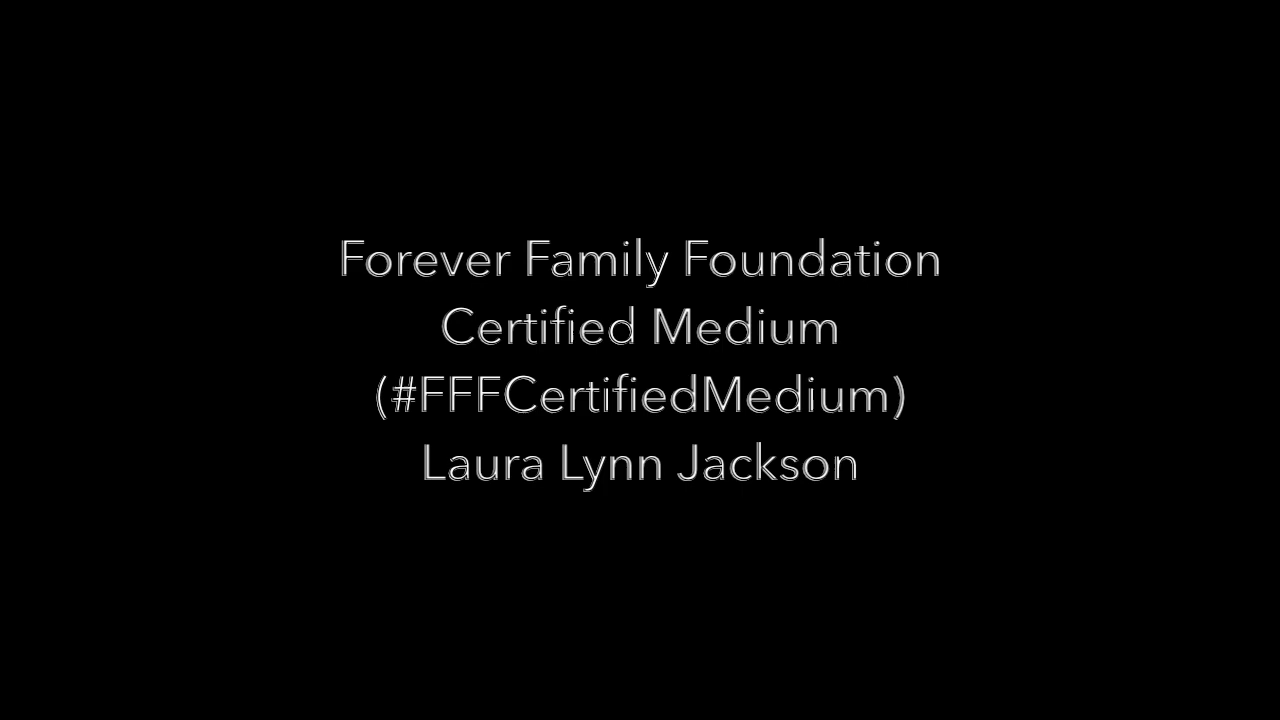 Forever Family Foundation
Certified Medium
(#FFFCertifiedMedium)
Laura Lynn Jackson